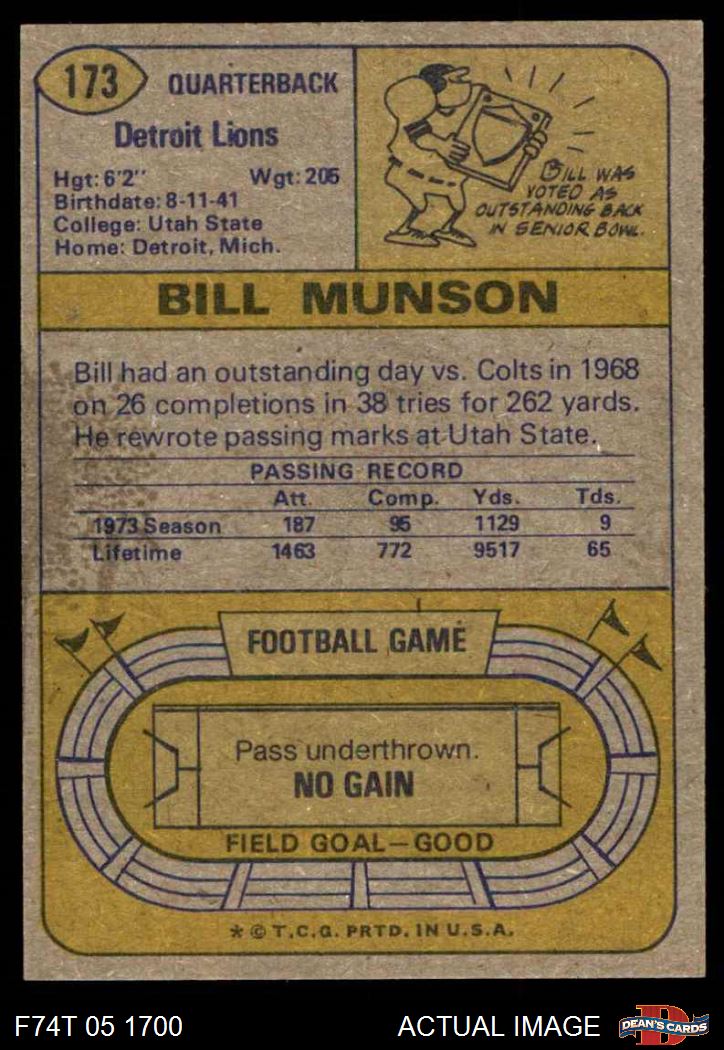 173
QUARTERBACK
Detroit Lions
Hgt: 6'2" Wgt: 205
Birthdate: 8-11-41
College: Utah State
Home: Detroit, Mich.
BILL WAS
VOTED AS
OUTSTANDING BACK
IN SENIOR BOWL.
BILL MUNSON
Bill had an outstanding day vs. Colts in 1968
on 26 completions in 38 tries for 262 yards.
He rewrote passing marks at Utah State.
PASSING RECORD
Att. Comp. Yds. Tds.
1973 Season 187 95 1129 9
Lifetime 1463 772 9517 65
FOOTBALL GAME
Pass underthrown.
NO GAIN
FIELD GOAL—GOOD
* © T.C.G. PRTD. IN U.S.A.
F74T 05 1700 ACTUAL IMAGE
D
DEAN'S CARDS